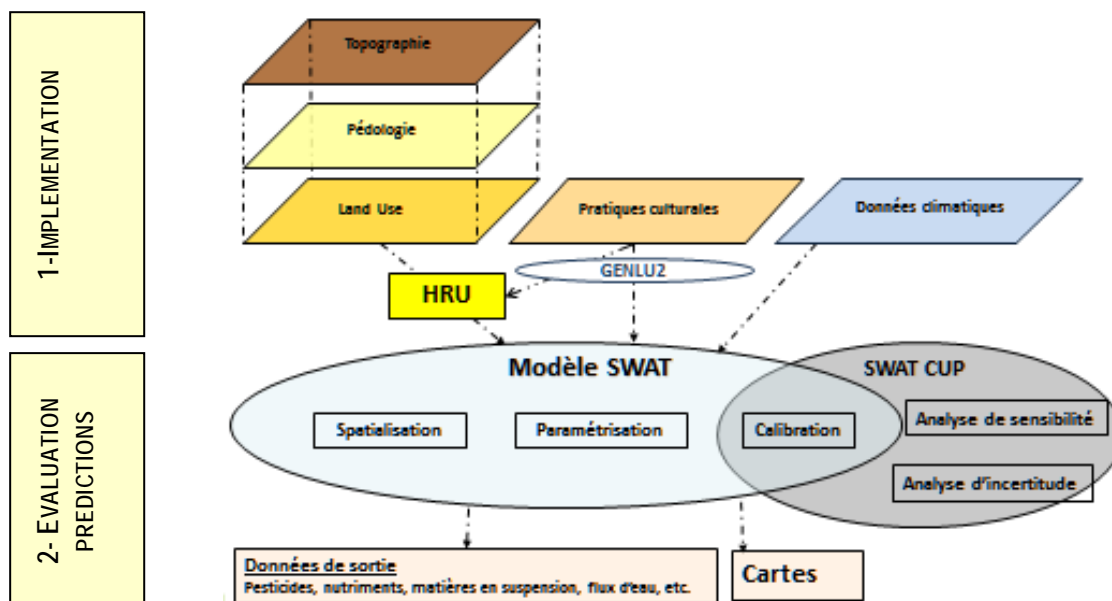 1-IMPLEMENTATION
Topographie
Pédologie
Land Use
Pratiques culturales
Données climatiques
GENLU2
HRU
2- EVALUATION
PREDICTIONS
Modèle SWAT
SWAT CUP
Spatialisation
Paramétrisation
Calibration
Analyse de sensibilité
Analyse d'incertitude
Données de sortie
Pesticides, nutriments, matières en suspension, flux d'eau, etc.
Cartes